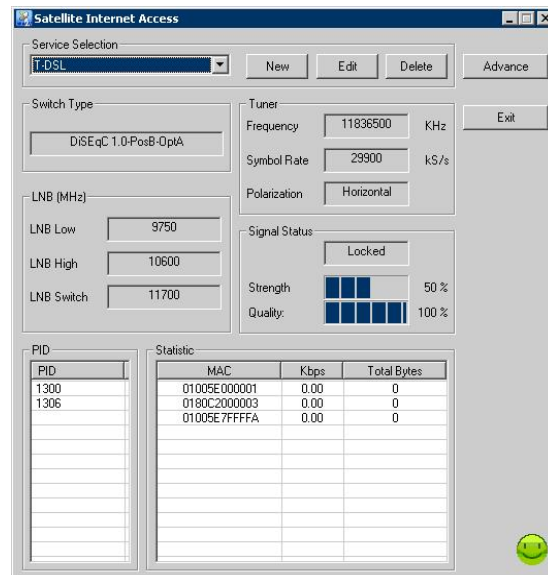 Satellite Internet Access
Service Selection
T-DSL
New Edit Delete Advance
Exit
Switch Type
DiSEqC 1.0-PosB-OptA
Tuner
Frequency 11836500 KHz
Symbol Rate 29900 kS/s
Polarization Horizontal
LNB (MHz)
LNB Low 9750
LNB High 10600
LNB Switch 11700
Signal Status
Locked
Strength 50 %
Quality: 100 %
PID
PID
1300
1306
Statistic
MAC Kbps Total Bytes
01005E000001 0.00 0
0180C2000003 0.00 0
01005E7FFFFA 0.00 0